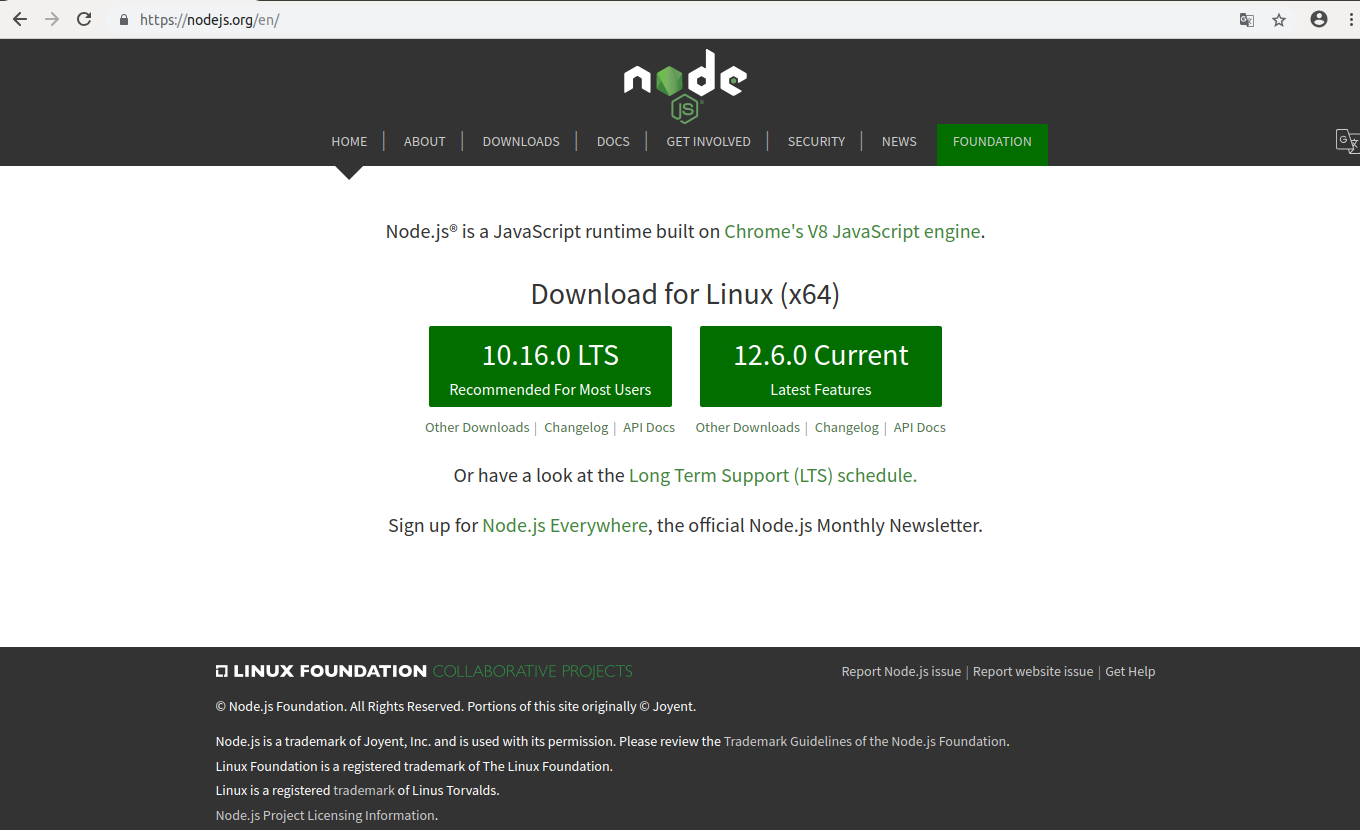 https://nodejs.org/en/
node
JS
HOME | ABOUT | DOWNLOADS | DOCS | GET INVOLVED | SECURITY | NEWS FOUNDATION
Node.js® is a JavaScript runtime built on Chrome's V8 JavaScript engine.
Download for Linux (x64)
10.16.0 LTS 12.6.0 Current
Recommended For Most Users Latest Features
Other Downloads | Changelog | API Docs Other Downloads | Changelog | API Docs
Or have a look at the Long Term Support (LTS) schedule.
Sign up for Node.js Everywhere, the official Node.js Monthly Newsletter.
LINUX FOUNDATION COLLABORATIVE PROJECTS Report Node.js issue | Report website issue | Get Help
© Node.js Foundation. All Rights Reserved. Portions of this site originally © Joyent.
Node.js is a trademark of Joyent, Inc. and is used with its permission. Please review the Trademark Guidelines of the Node.js Foundation.
Linux Foundation is a registered trademark of The Linux Foundation.
Linux is a registered trademark of Linus Torvalds.
Node.js Project Licensing Information.